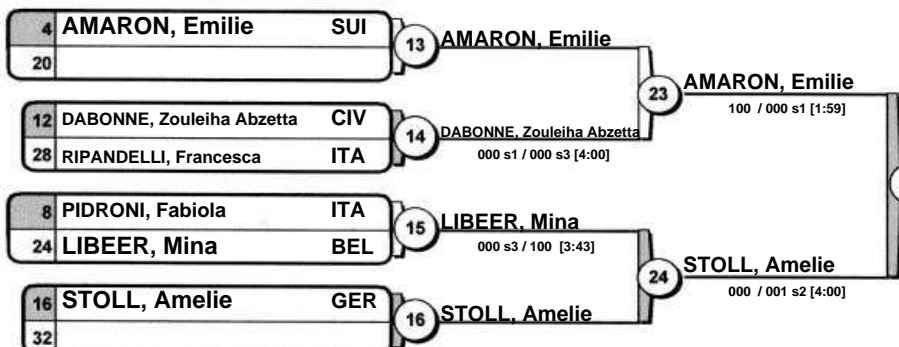 4 AMARON, Emilie SUI
20
13 AMARON, Emilie
12 DABONNE, Zouleiha Abzetta CIV
28 RIPANDELLI, Francesca ITA
14 DABONNE, Zouleiha Abzetta
000 s1 / 000 s3 [4:00]
23 AMARON, Emilie
100 / 000 s1 [1:59]
8 PIDRONI, Fabiola ITA
24 LIBEER, Mina BEL
15 LIBEER, Mina
000 s3 / 100 [3:43]
16 STOLL, Amelie GER
32
16 STOLL, Amelie
24 STOLL, Amelie
000 / 001 s2 [4:00]